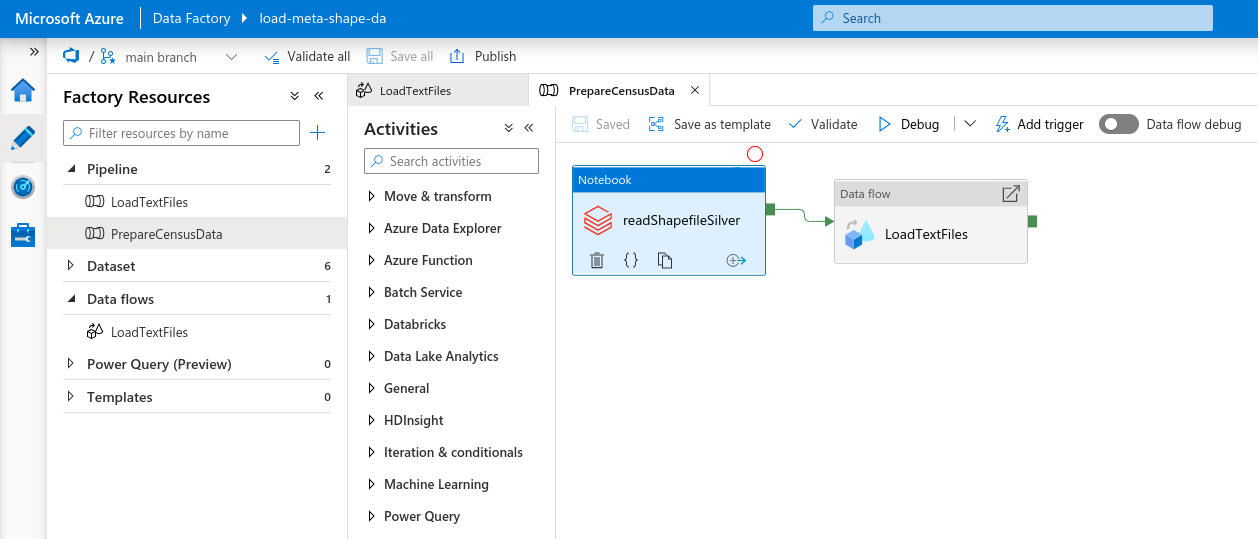 Microsoft Azure
Data Factory
load-meta-shape-da
Search
/
main branch
Validate all
Save all
Publish
Factory Resources
Filter resources by name
Pipeline 2
LoadTextFiles
PrepareCensusData
Dataset 6
Data flows 1
LoadTextFiles
Power Query (Preview) 0
Templates 0
LoadTextFiles
PrepareCensusData
Activities
Search activities
Move & transform
Azure Data Explorer
Azure Function
Batch Service
Databricks
Data Lake Analytics
General
HDInsight
Iteration & conditionals
Machine Learning
Power Query
Saved
Save as template
Validate
Debug
Add trigger
Data flow debug
Notebook
readShapefileSilver
{}
Data flow
LoadTextFiles